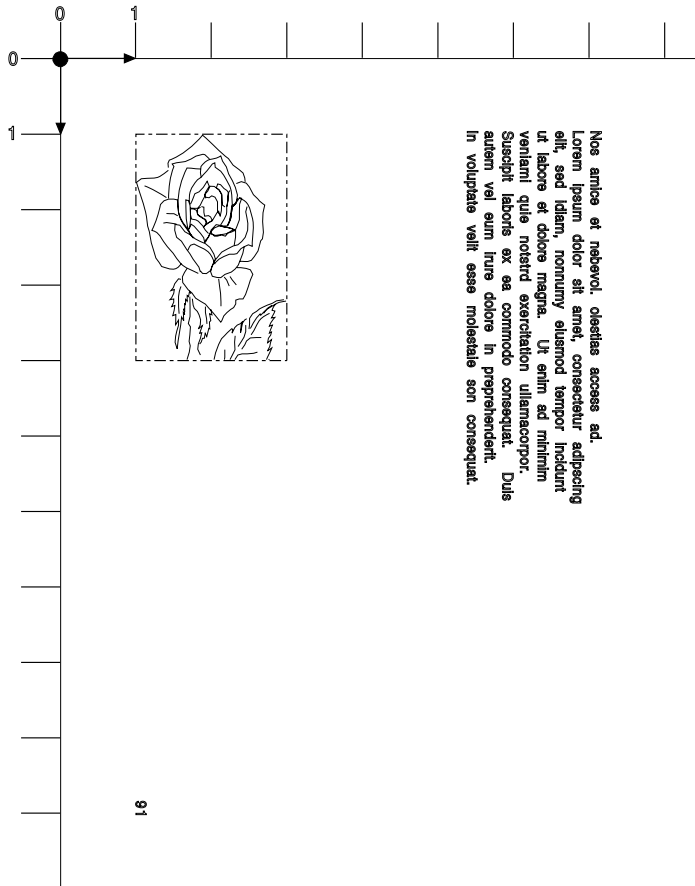 0 1
0
1
Nos amice et nebevol. olestias access ad.
Lorem ipsum dolor sit amet, consectetur adipscing
elit, sed idiam, nonnumy eiusmod tempor incidunt
ut labore et dolore magna. Ut enim ad minimim
veniami quie notstrd exercitation ullamacorpor.
Suscipit laboris ex ea commodo consequat. Duis
autem vel eum irure dolore in preprehenderit.
In voluptate velit esse molestaie son consequat.
91